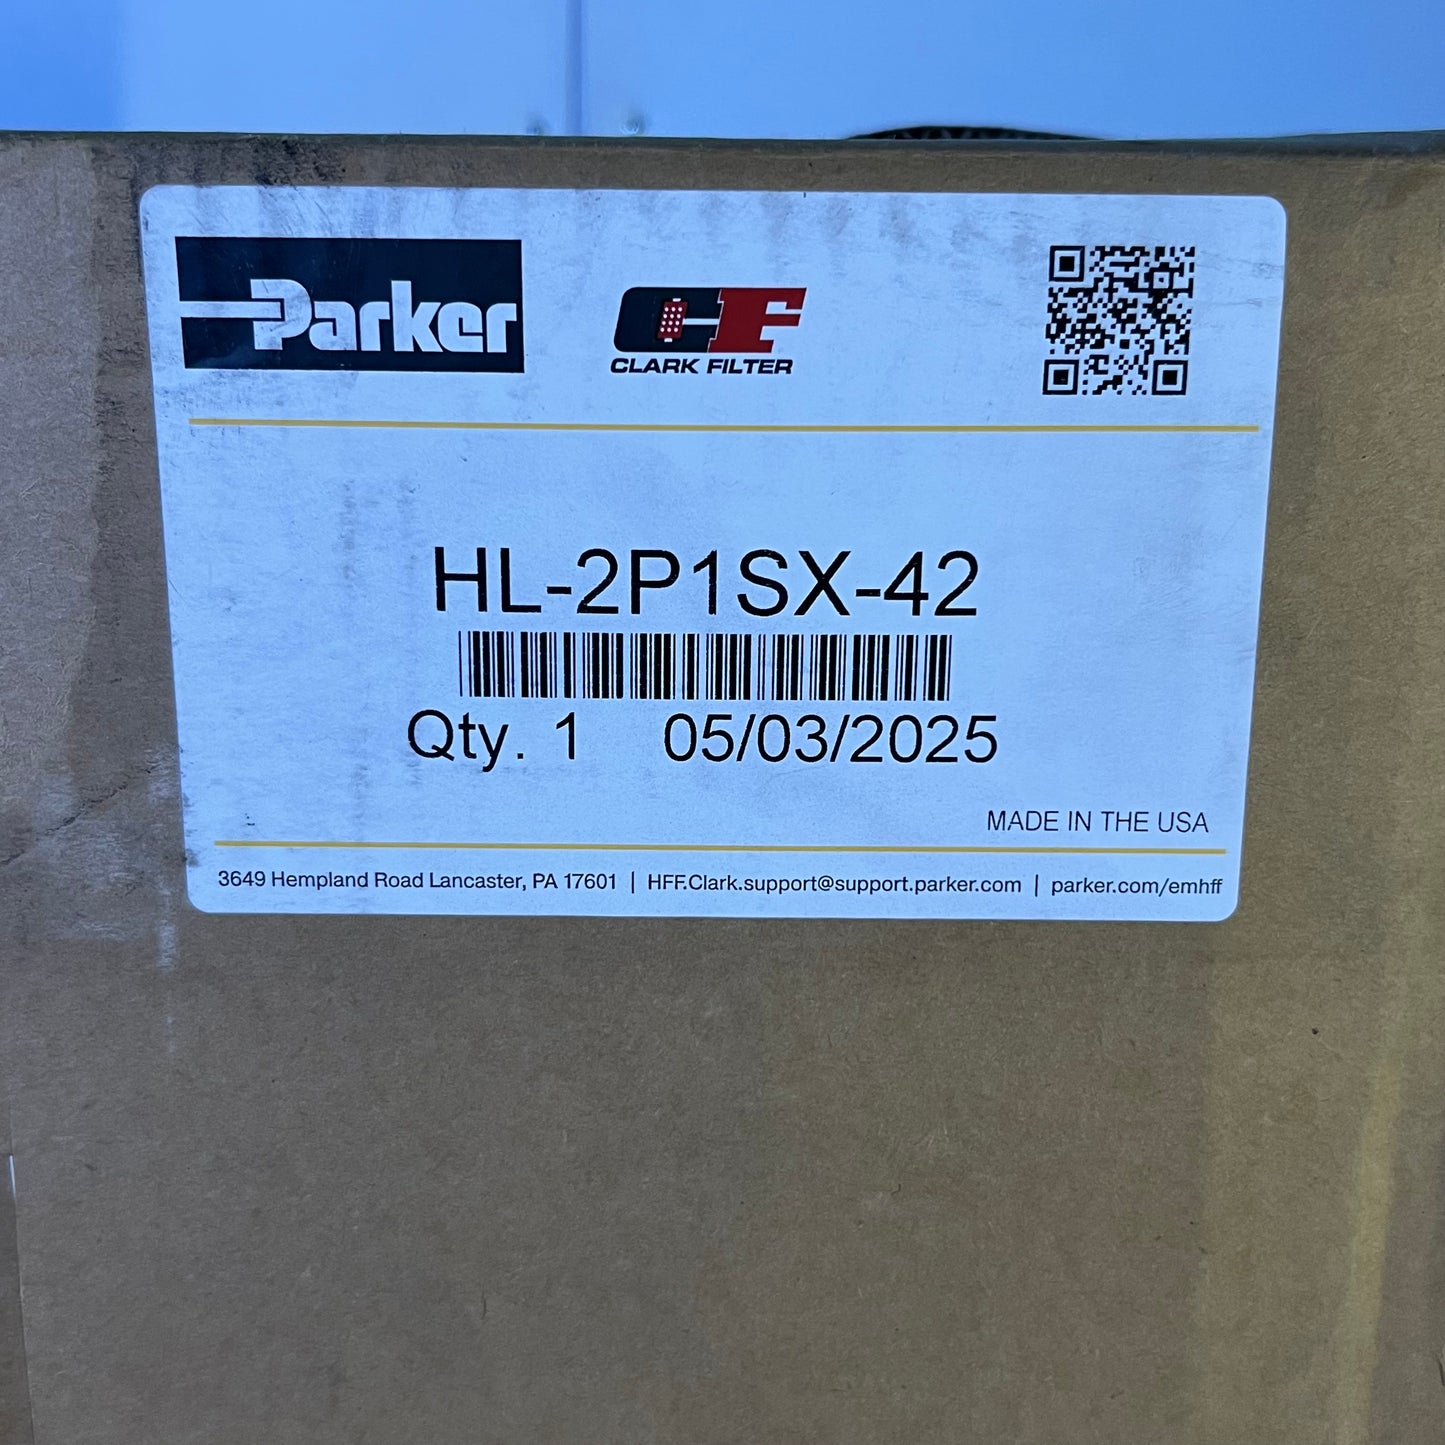 Parker
CF
CLARK FILTER
HL-2P1SX-42
Qty. 1 05/03/2025
MADE IN THE USA
3649 Hempland Road Lancaster, PA 17601 | HFF.Clark.support@support.parker.com | parker.com/emhff